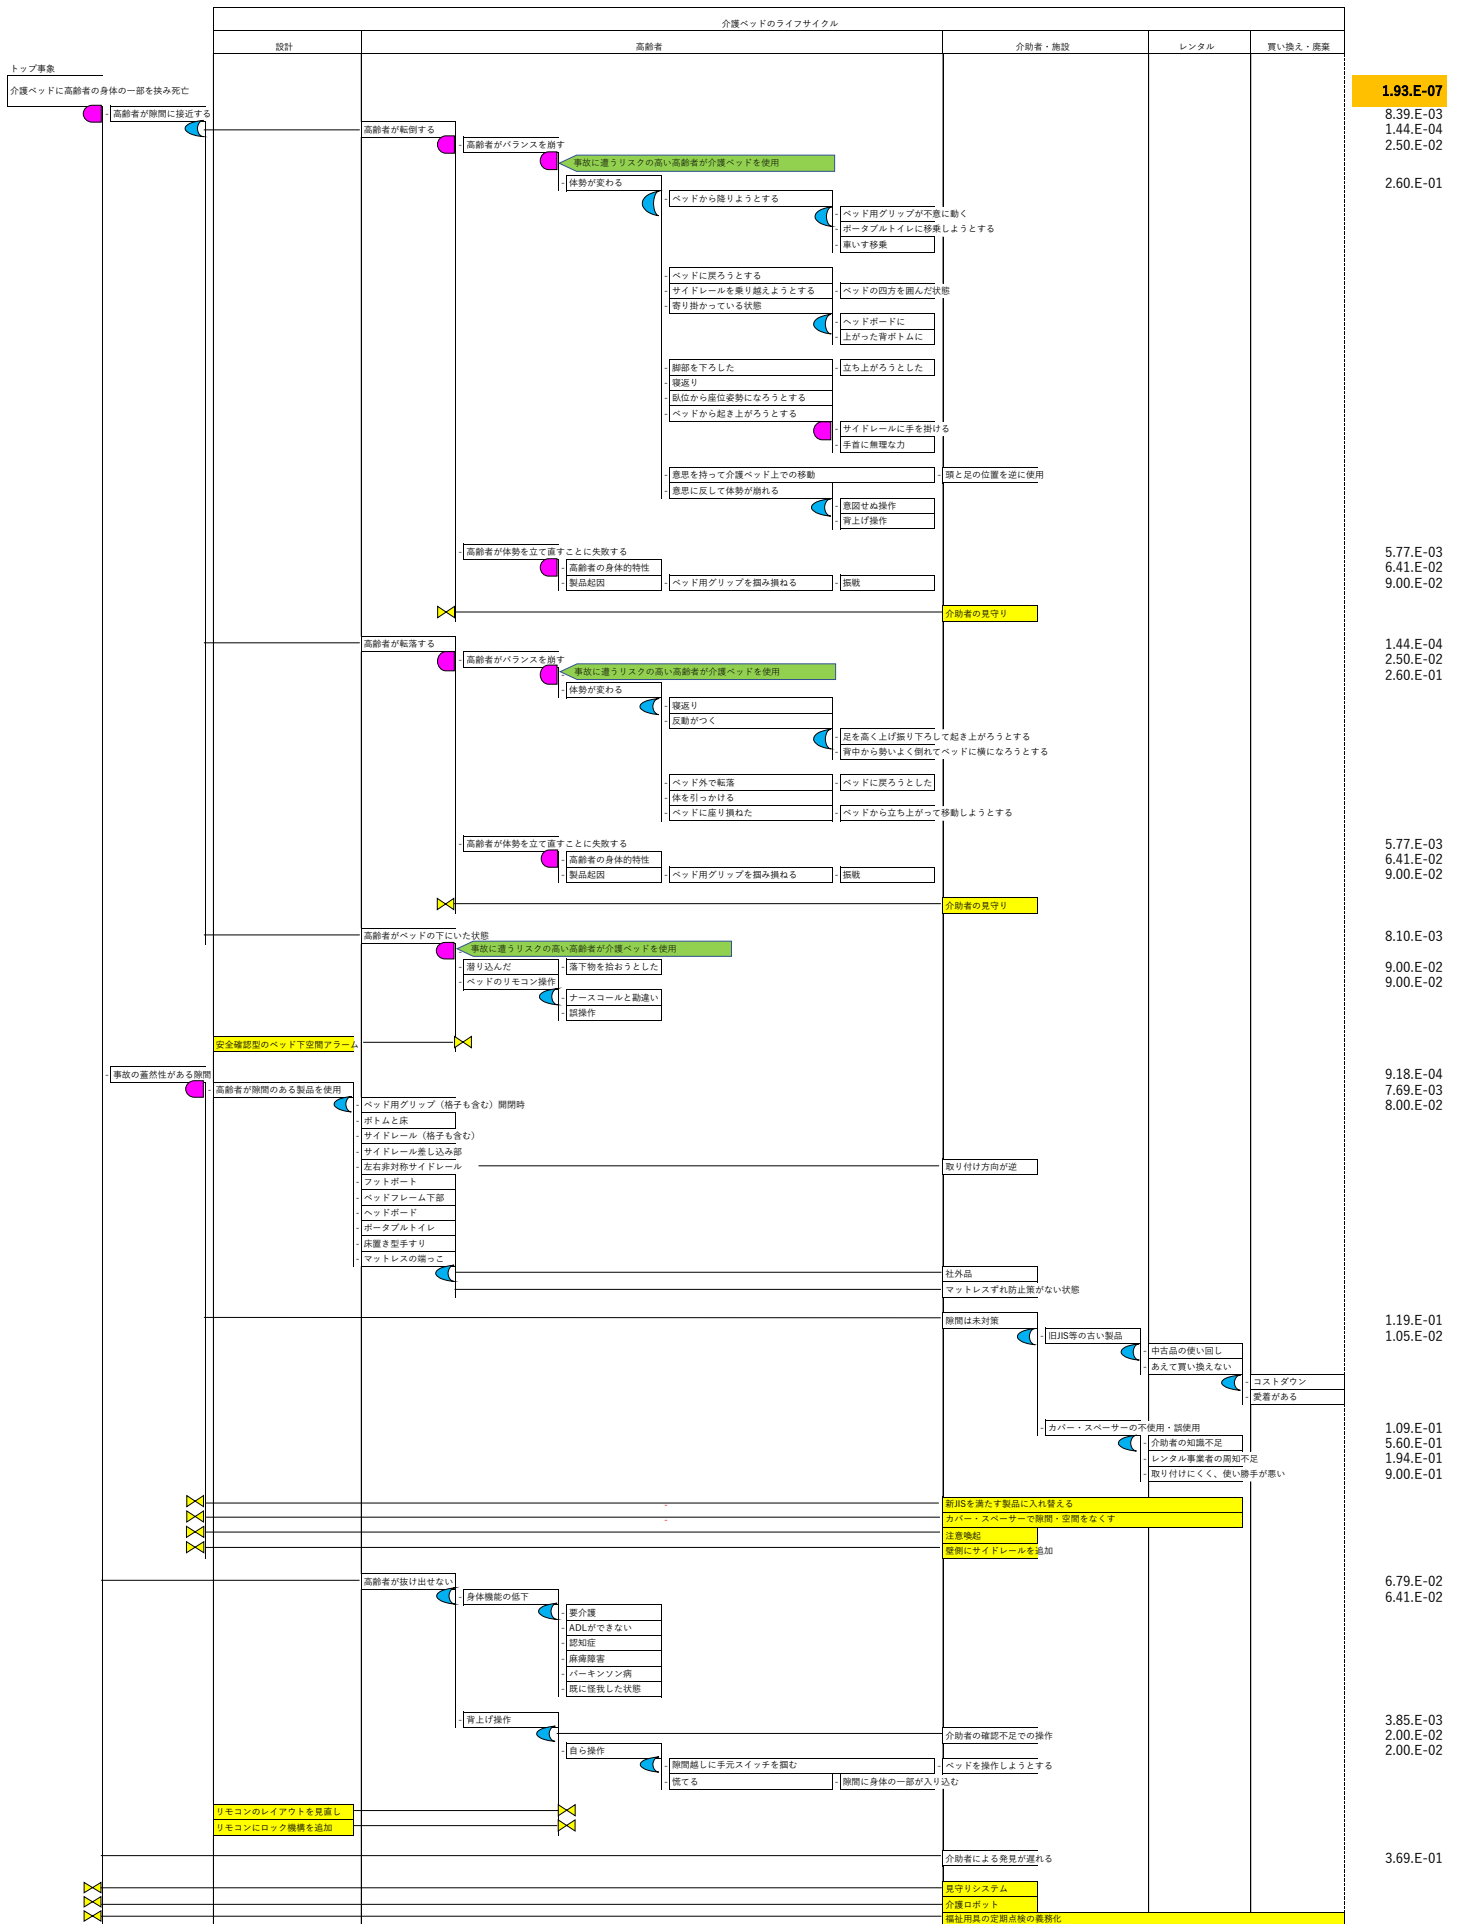 介護ベッドのライフサイクル
設計
高齢者
介助者・施設
レンタル
買い換え・廃棄
トップ事象
介護ベッドに高齢者の身体の一部を挟み死亡
1.93.E-07
高齢者が隙間に接近する
8.39.E-03
高齢者が転倒する
1.44.E-04
高齢者がバランスを崩す
2.50.E-02
事故に遭うリスクの高い高齢者が介護ベッドを使用
体勢が変わる
2.60.E-01
ベッドから降りようとする
ベッド用グリップが不意に動く
ポータブルトイレに移乗しようとする
車いす移乗
ベッドに戻ろうとする
サイドレールを乗り越えようとする
ベッドの四方を囲んだ状態
寄り掛かっている状態
ヘッドボードに
上がった背ボトムに
脚部を下ろした
立ち上がろうとした
寝返り
臥位から座位姿勢になろうとする
ベッドから起き上がろうとする
サイドレールに手を掛ける
手首に無理な力
意思を持って介護ベッド上での移動
頭と足の位置を逆に使用
意思に反して体勢が崩れる
意図せぬ操作
背上げ操作
高齢者が体勢を立て直すことに失敗する
5.77.E-03
高齢者の身体的特性
6.41.E-02
製品起因
ベッド用グリップを掴み損ねる
振戦
9.00.E-02
介助者の見守り
高齢者が転落する
1.44.E-04
高齢者がバランスを崩す
2.50.E-02
事故に遭うリスクの高い高齢者が介護ベッドを使用
2.60.E-01
体勢が変わる
寝返り
反動がつく
足を高く上げ振り下ろして起き上がろうとする
背中から勢いよく倒れてベッドに横になろうとする
ベッド外で転落
ベッドに戻ろうとした
体を引っかける
ベッドに座り損ねた
ベッドから立ち上がって移動しようとする
高齢者が体勢を立て直すことに失敗する
5.77.E-03
高齢者の身体的特性
6.41.E-02
製品起因
ベッド用グリップを掴み損ねる
振戦
9.00.E-02
介助者の見守り
高齢者がベッドの下にいた状態
8.10.E-03
事故に遭うリスクの高い高齢者が介護ベッドを使用
潜り込んだ
落下物を拾おうとした
9.00.E-02
ベッドのリモコン操作
9.00.E-02
ナースコールと勘違い
誤操作
安全確認型のベッド下空間アラーム
事故の蓋然性がある隙間
9.18.E-04
高齢者が隙間のある製品を使用
7.69.E-03
ベッド用グリップ（格子も含む）開閉時
8.00.E-02
ボトムと床
サイドレール（格子も含む）
サイドレール差し込み部
左右非対称サイドレール
取り付け方向が逆
フットボート
ベッドフレーム下部
ヘッドボード
ポータブルトイレ
床置き型手すり
マットレスの端っこ
社外品
マットレスずれ防止策がない状態
隙間は未対策
1.19.E-01
旧JIS等の古い製品
1.05.E-02
中古品の使い回し
あえて買い換えない
コストダウン
愛着がある
カバー・スペーサーの不使用・誤使用
1.09.E-01
介助者の知識不足
5.60.E-01
レンタル事業者の周知不足
1.94.E-01
取り付けにくく、使い勝手が悪い
9.00.E-01
新JISを満たす製品に入れ替える
カバー・スペーサーで隙間・空間をなくす
注意喚起
壁側にサイドレールを追加
高齢者が抜け出せない
6.79.E-02
身体機能の低下
6.41.E-02
要介護
ADLができない
認知症
麻痺障害
パーキンソン病
既に怪我した状態
背上げ操作
3.85.E-03
介助者の確認不足での操作
2.00.E-02
自ら操作
2.00.E-02
隙間越しに手元スイッチを掴む
ベッドを操作しようとする
慌てる
隙間に身体の一部が入り込む
リモコンのレイアウトを見直し
リモコンにロック機構を追加
介助者による発見が遅れる
3.69.E-01
見守りシステム
介護ロボット
福祉用具の定期点検の義務化